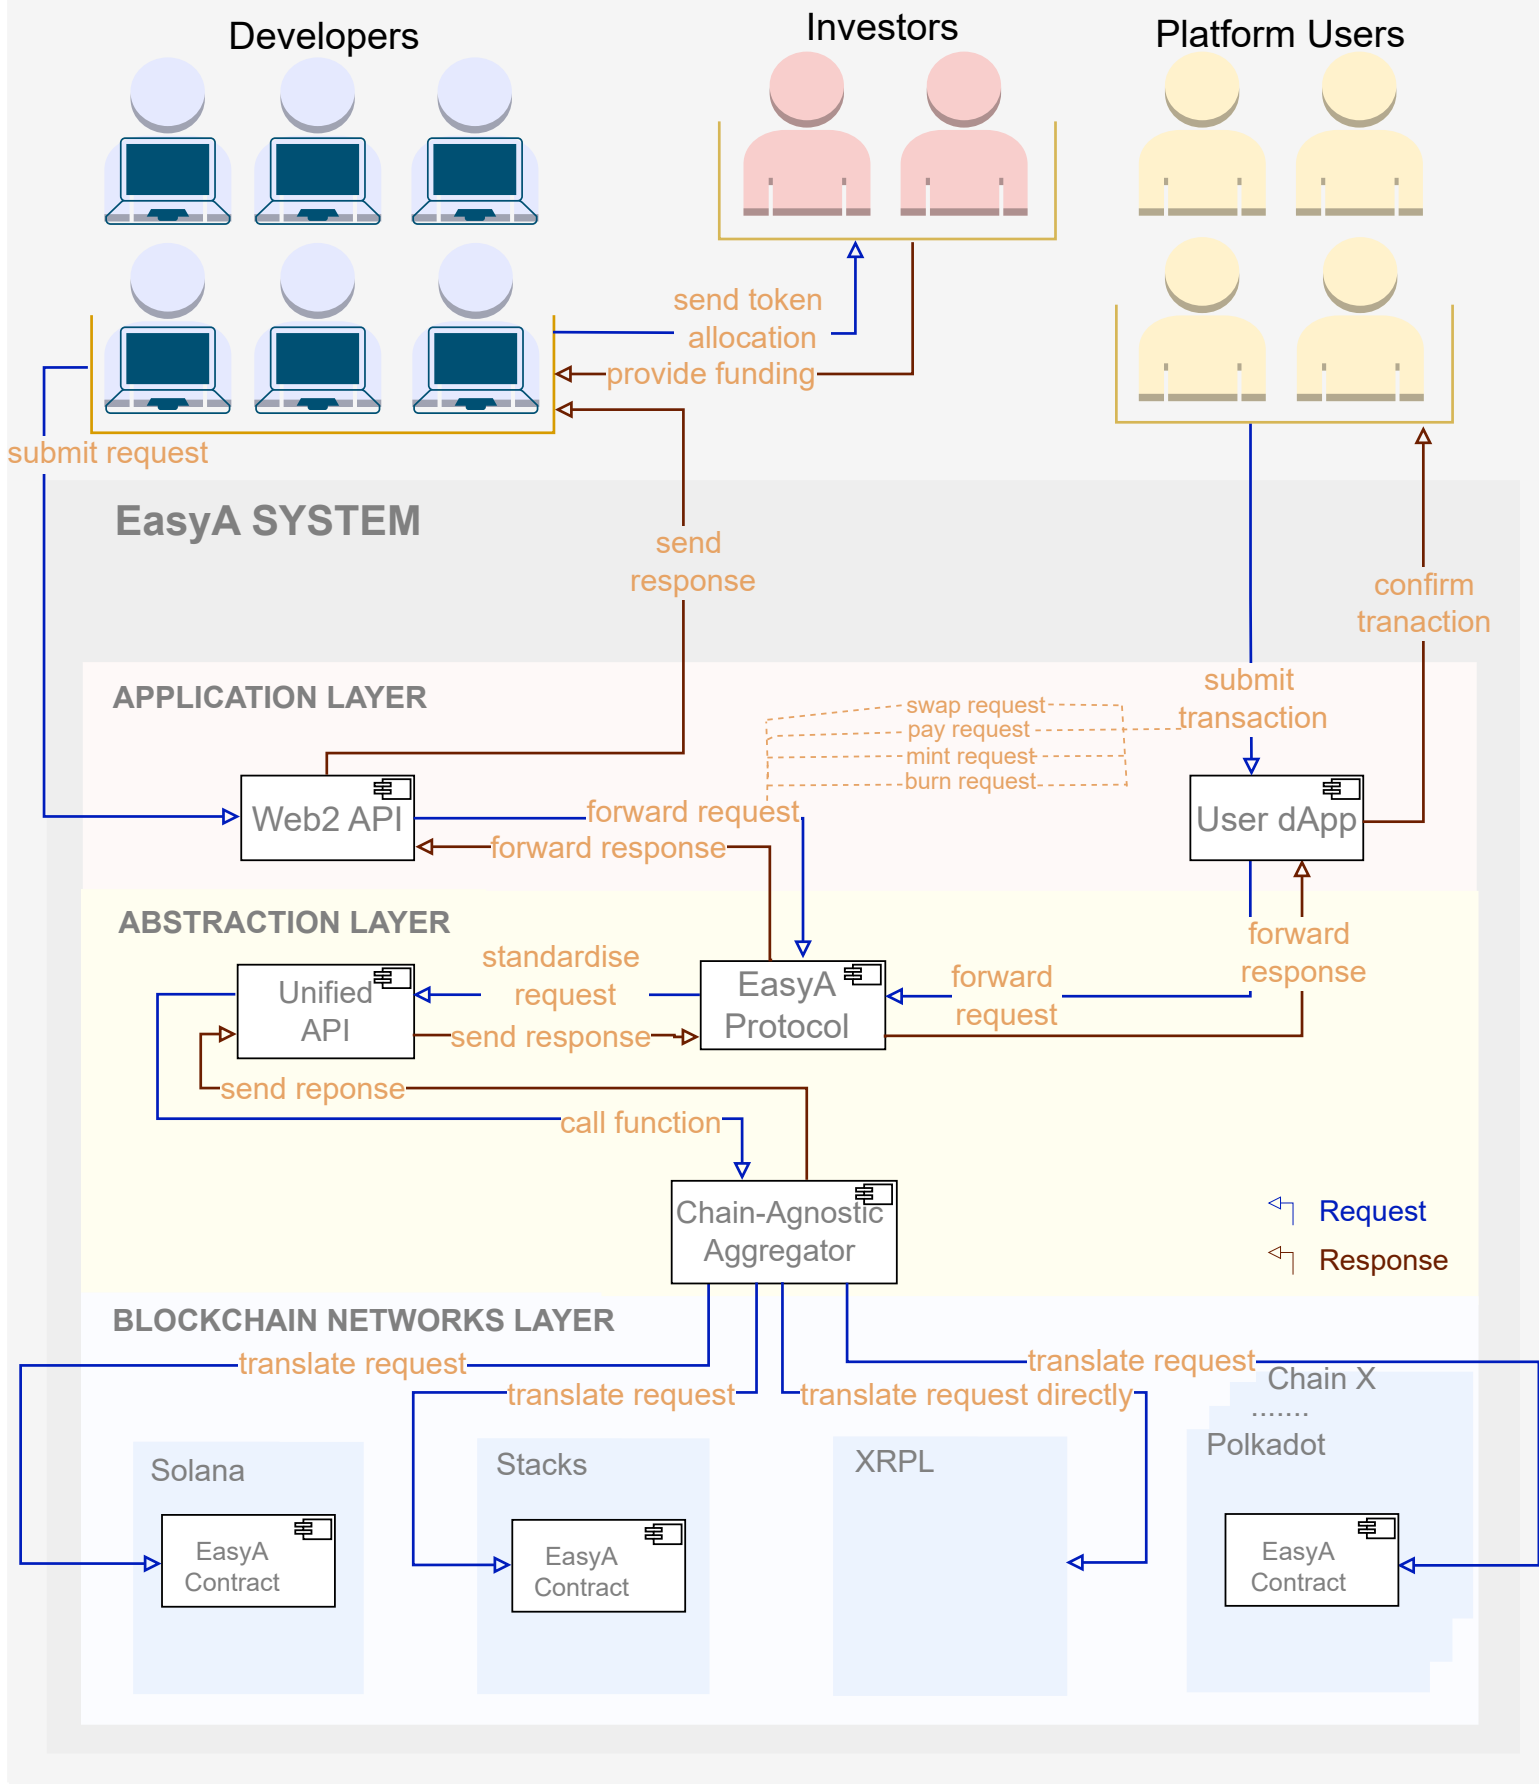 Developers
Investors
Platform Users
send token
allocation
provide funding
submit request
EasyA SYSTEM
send
response
confirm
tranaction
APPLICATION LAYER
submit
transaction
swap request
pay request
mint request
burn request
Web2 API
forward request
forward response
User dApp
ABSTRACTION LAYER
standardise
request
Unified
API
send response
EasyA
Protocol
forward
request
forward
response
send reponse
call function
Chain-Agnostic
Aggregator
Request
Response
BLOCKCHAIN NETWORKS LAYER
translate request
translate request
translate request directly
translate request
Chain X
.......
Polkadot
Solana
Stacks
XRPL
EasyA
Contract
EasyA
Contract
EasyA
Contract